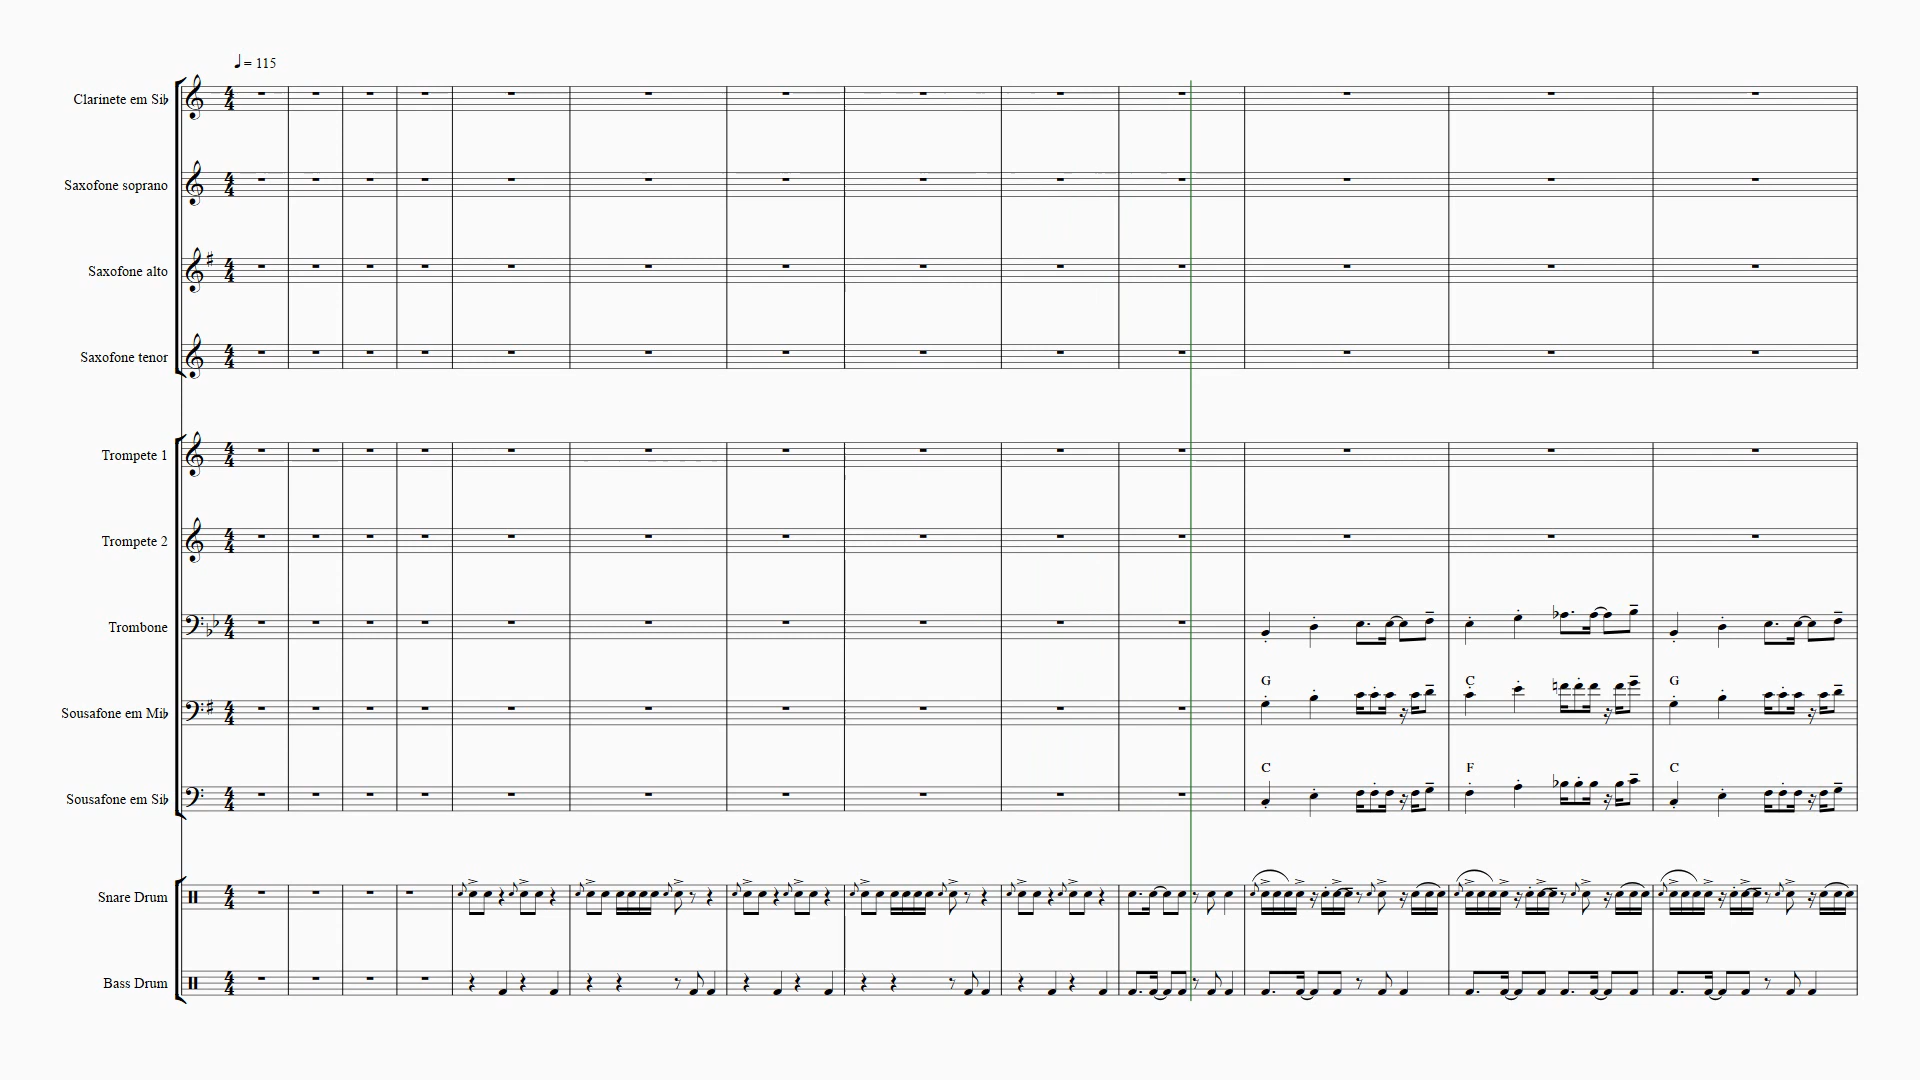 ♩= 115
Clarinete em Si♭
Saxofone soprano
Saxofone alto
Saxofone tenor
Trompete 1
Trompete 2
Trombone
G C G
Sousafone em Mi♭
C F C
Sousafone em Si♭
Snare Drum
Bass Drum